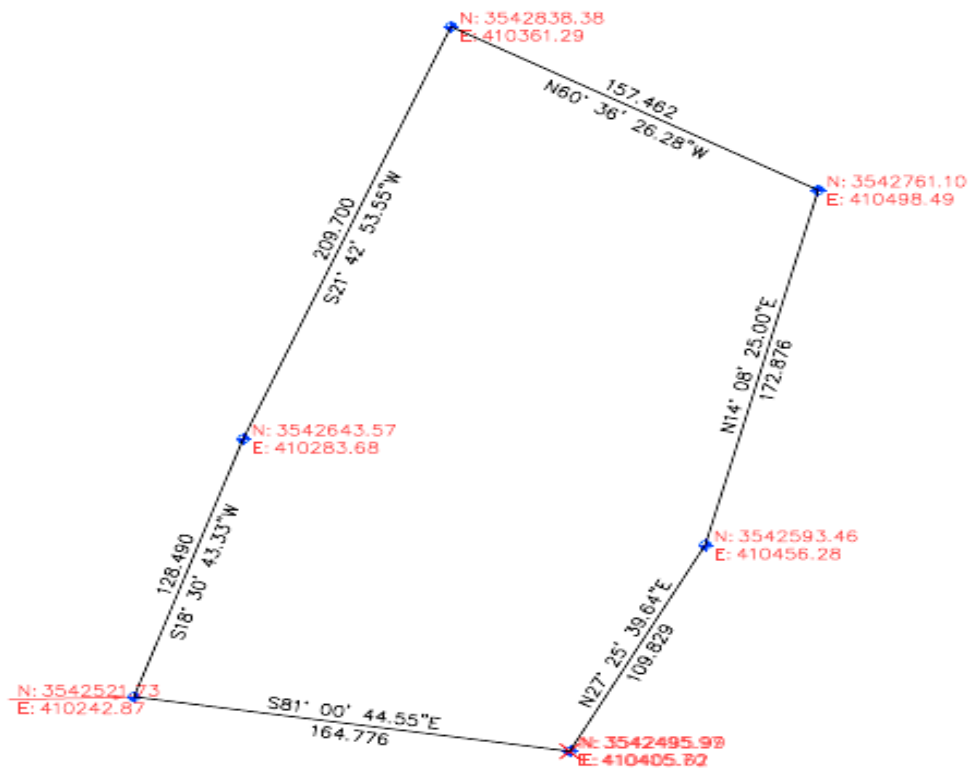 N: 3542838.38
E: 410361.29
157.462
N60° 36' 26.28"W
N: 3542761.10
E: 410498.49
209.700
S21° 42' 53.55"W
N14° 08' 25.00"E
172.876
N: 3542643.57
E: 410283.68
N: 3542593.46
E: 410456.28
128.490
S18° 30' 43.33"W
N27° 25' 39.64"E
109.829
N: 3542521.73
E: 410242.87
S81° 00' 44.55"E
164.776